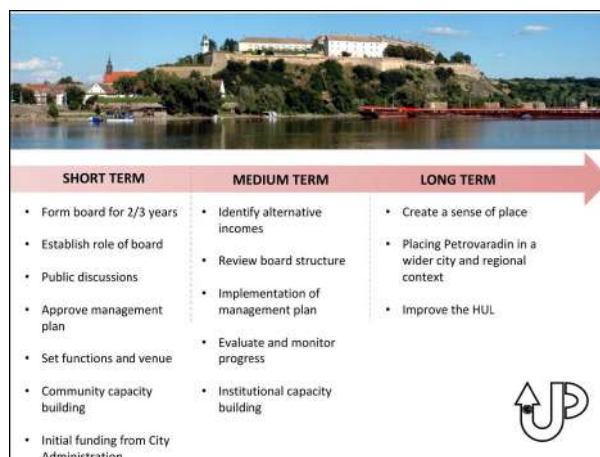 SHORT TERM
MEDIUM TERM
LONG TERM
• Form board for 2/3 years
• Establish role of board
• Public discussions
• Approve management
plan
• Set functions and venue
• Community capacity
building
• Initial funding from City
Administration
• Identify alternative
incomes
• Review board structure
• Implementation of
management plan
• Evaluate and monitor
progress
• Institutional capacity
building
• Create a sense of place
• Placing Petrovaradin in a
wider city and regional
context
• Improve the HUL